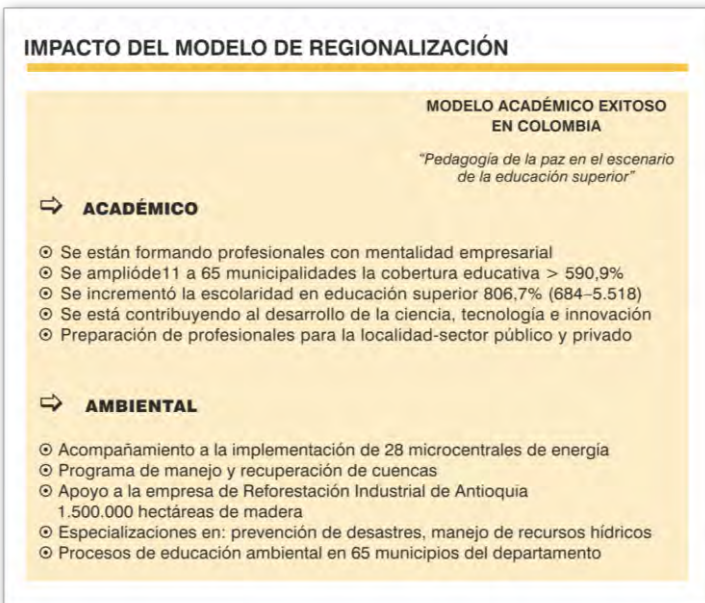 IMPACTO DEL MODELO DE REGIONALIZACIÓN
MODELO ACADÉMICO EXITOSO
EN COLOMBIA
“Pedagogía de la paz en el escenario
de la educación superior”
⇨ ACADÉMICO
⊙ Se están formando profesionales con mentalidad empresarial
⊙ Se amplióde11 a 65 municipalidades la cobertura educativa > 590,9%
⊙ Se incrementó la escolaridad en educación superior 806,7% (684–5.518)
⊙ Se está contribuyendo al desarrollo de la ciencia, tecnología e innovación
⊙ Preparación de profesionales para la localidad-sector público y privado
⇨ AMBIENTAL
⊙ Acompañamiento a la implementación de 28 microcentrales de energía
⊙ Programa de manejo y recuperación de cuencas
⊙ Apoyo a la empresa de Reforestación Industrial de Antioquia
1.500.000 hectáreas de madera
⊙ Especializaciones en: prevención de desastres, manejo de recursos hídricos
⊙ Procesos de educación ambiental en 65 municipios del departamento